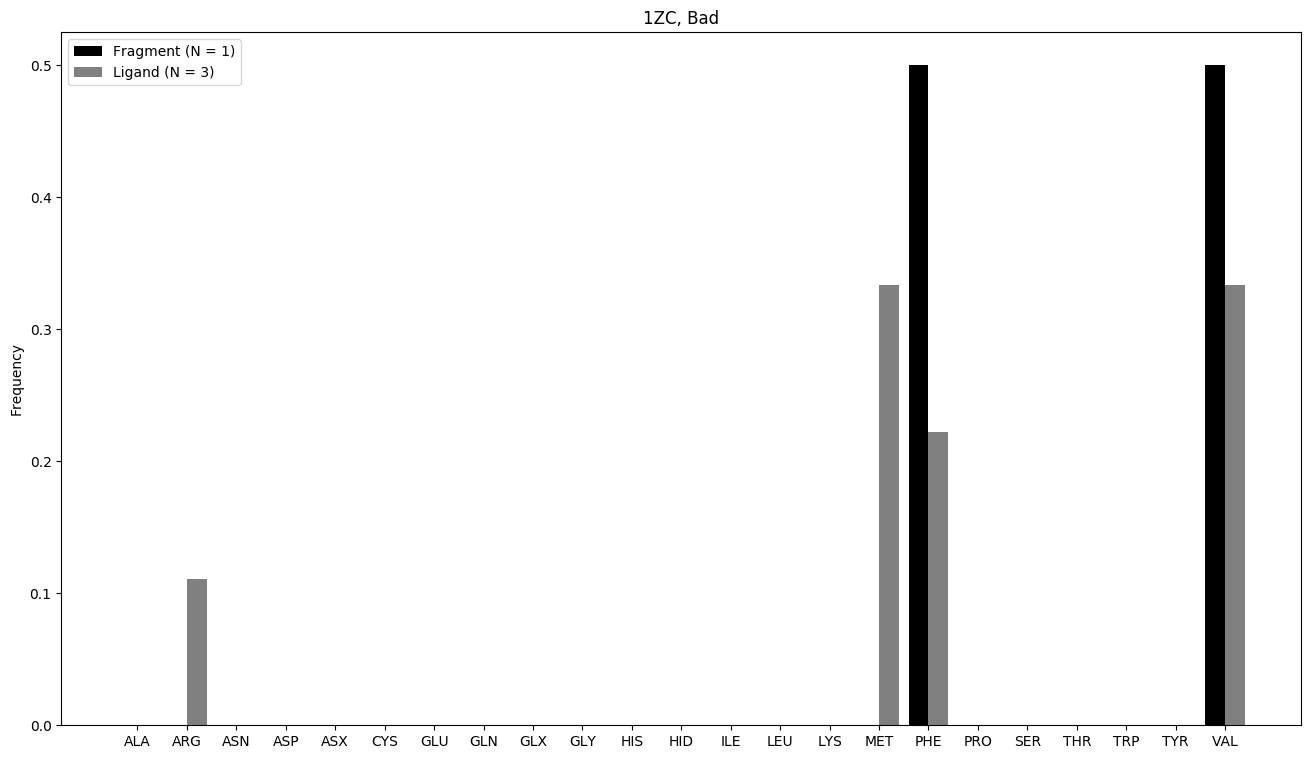 1ZC, Bad
Fragment (N = 1)
Ligand (N = 3)
Frequency
0.5
0.4
0.3
0.2
0.1
0.0
ALA ARG ASN ASP ASX CYS GLU GLN GLX GLY HIS HID ILE LEU LYS MET PHE PRO SER THR TRP TYR VAL